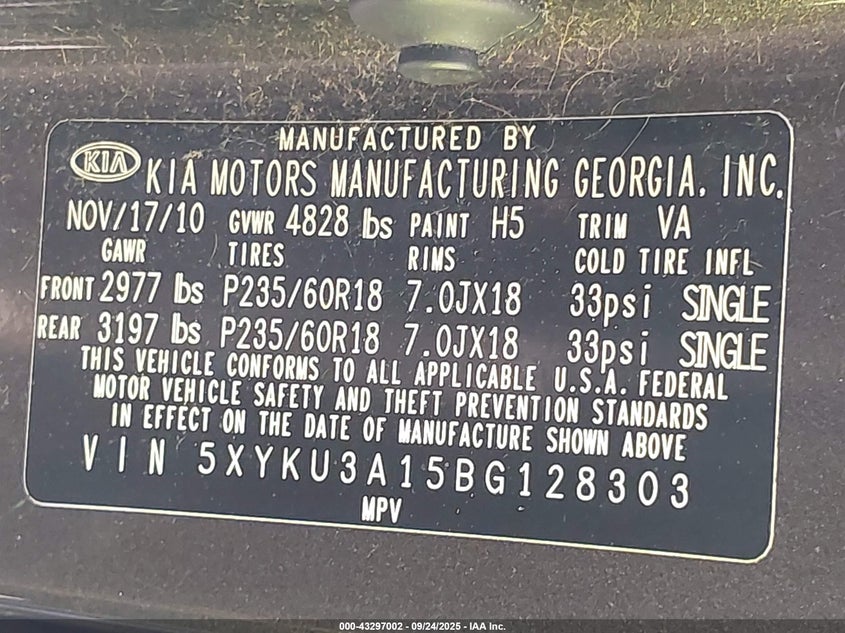 MANUFACTURED BY
KIA KIA MOTORS MANUFACTURING GEORGIA, INC.
NOV/17/10 GVWR 4828 lbs PAINT H5 TRIM VA
GAWR TIRES RIMS COLD TIRE INFL
FRONT 2977 lbs P235/60R18 7.0JX18 33psi SINGLE
REAR 3197 lbs P235/60R18 7.0JX18 33psi SINGLE
THIS VEHICLE CONFORMS TO ALL APPLICABLE U.S.A. FEDERAL
MOTOR VEHICLE SAFETY AND THEFT PREVENTION STANDARDS
IN EFFECT ON THE DATE OF MANUFACTURE SHOWN ABOVE
VIN 5XYKU3A15BG128303
MPV
000-43297002 - 09/24/2025 - IAA Inc.